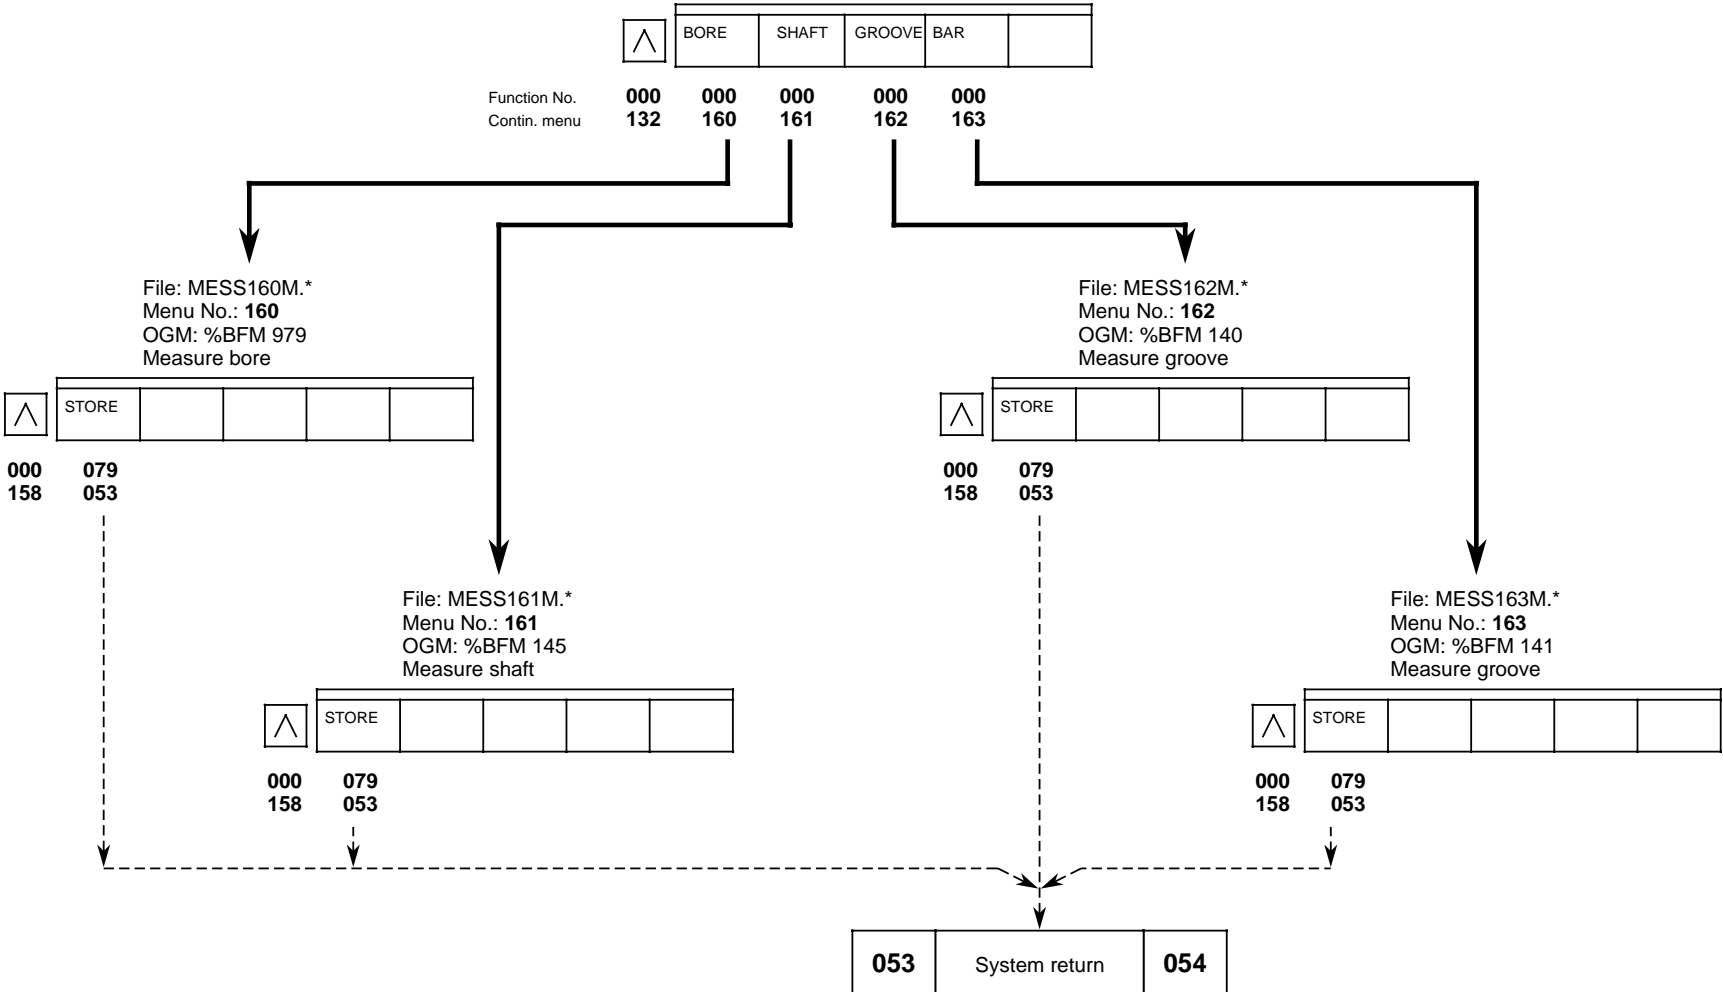 BORE SHAFT GROOVE BAR
Function No. 000 000 000 000 000
Contin. menu 132 160 161 162 163
File: MESS160M.*
Menu No.: 160
OGM: %BFM 979
Measure bore
STORE
000 079
158 053
File: MESS162M.*
Menu No.: 162
OGM: %BFM 140
Measure groove
STORE
000 079
158 053
File: MESS161M.*
Menu No.: 161
OGM: %BFM 145
Measure shaft
STORE
000 079
158 053
File: MESS163M.*
Menu No.: 163
OGM: %BFM 141
Measure groove
STORE
000 079
158 053
053 System return 054